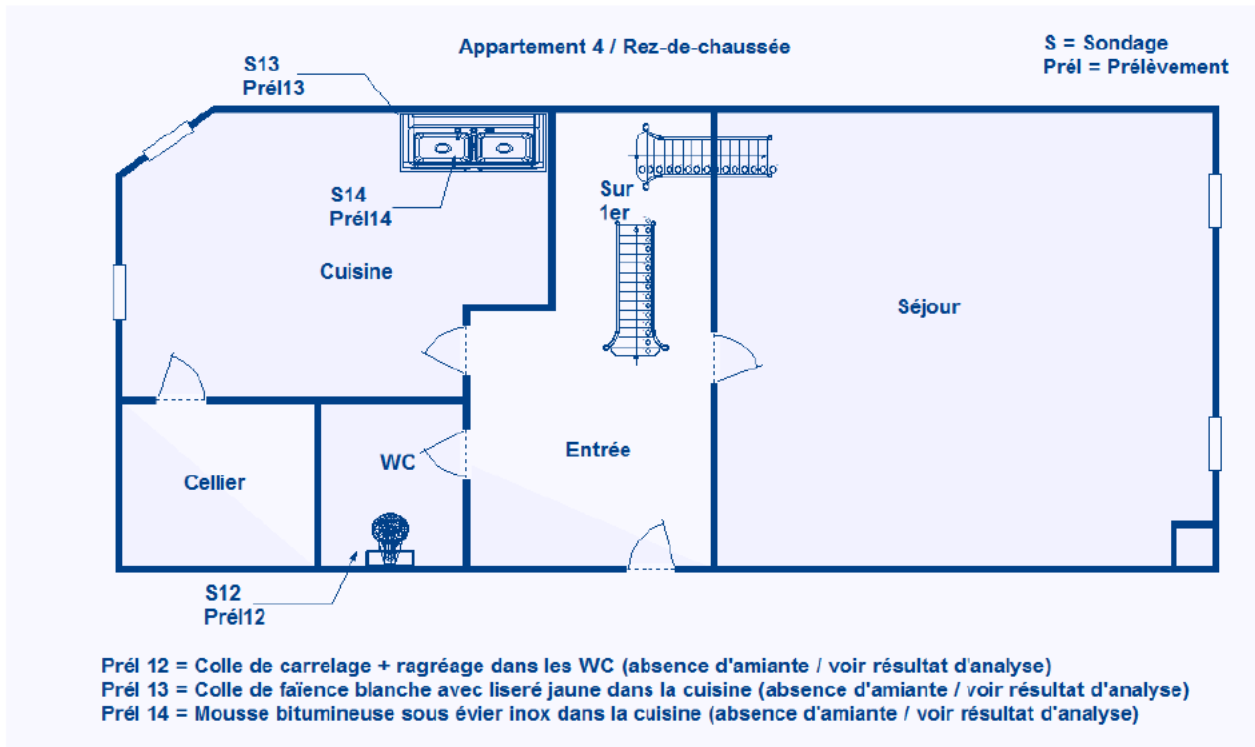 Appartement 4 / Rez-de-chaussée
S = Sondage
Prél = Prélèvement
S13
Prél13
S14
Prél14
Sur
1er
Cuisine
Séjour
Entrée
WC
Cellier
S12
Prél12
Prél 12 = Colle de carrelage + ragréage dans les WC (absence d'amiante / voir résultat d'analyse)
Prél 13 = Colle de faïence blanche avec liseré jaune dans la cuisine (absence d'amiante / voir résultat d'analyse)
Prél 14 = Mousse bitumineuse sous évier inox dans la cuisine (absence d'amiante / voir résultat d'analyse)